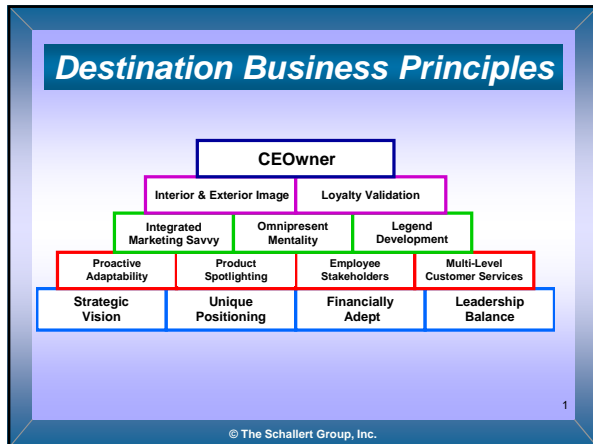 Destination Business Principles
CEOwner
Interior & Exterior Image Loyalty Validation
Integrated Omnipresent Legend
Marketing Savvy Mentality Development
Proactive Product Employee Multi-Level
Adaptability Spotlighting Stakeholders Customer Services
Strategic Unique Financially Leadership
Vision Positioning Adept Balance
1
© The Schallert Group, Inc.